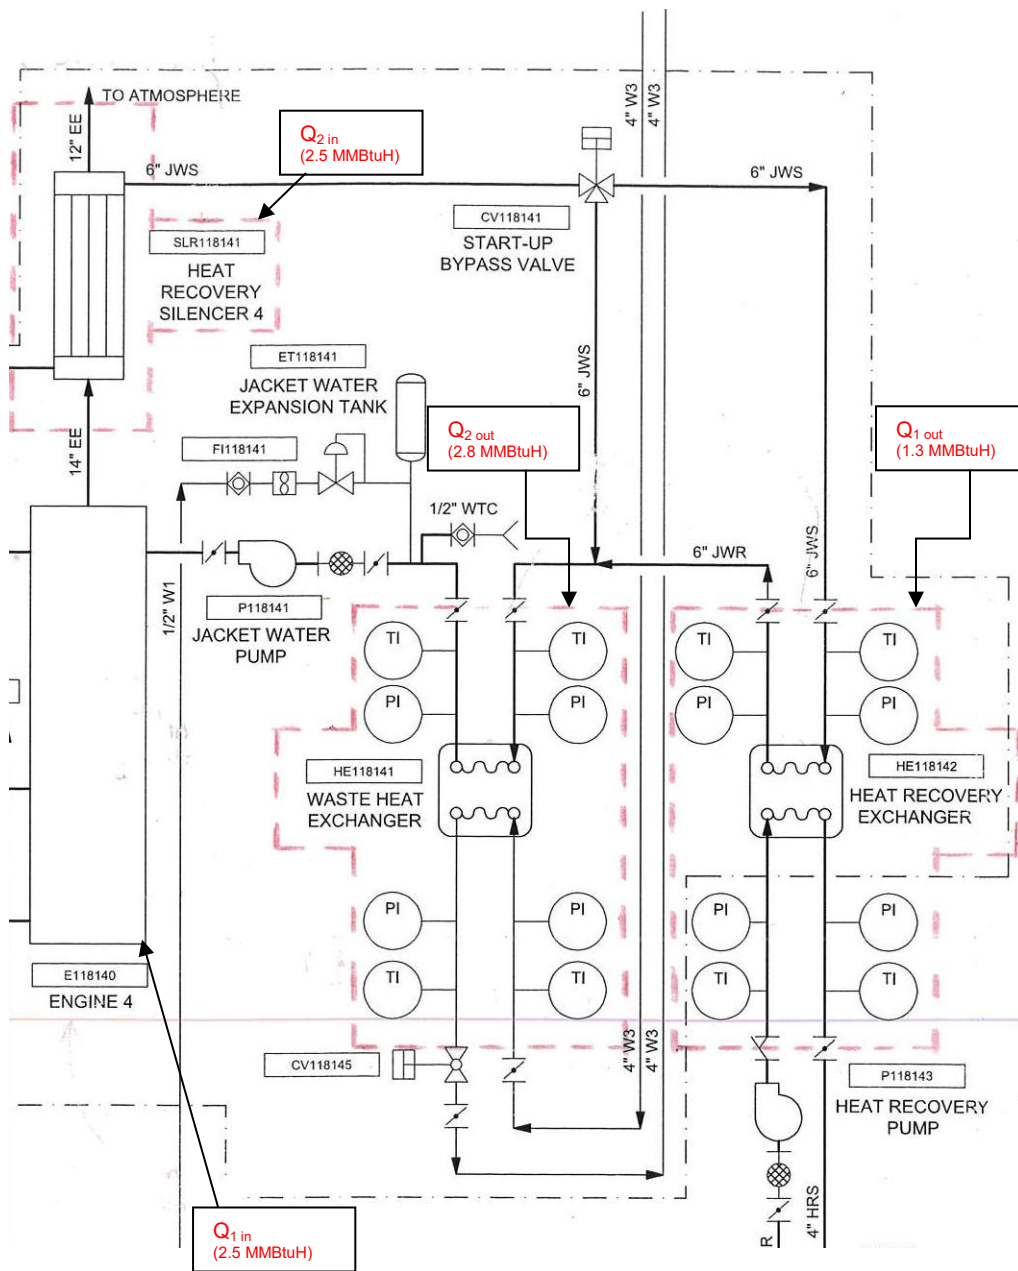 4" W3
4" W3
TO ATMOSPHERE
12" EE
Q2 in
(2.5 MMBtuH)
6" JWS
6" JWS
SLR118141
HEAT
RECOVERY
SILENCER 4
CV118141
START-UP
BYPASS VALVE
ET118141
JACKET WATER
EXPANSION TANK
6" JWS
Q2 out
(2.8 MMBtuH)
Q1 out
(1.3 MMBtuH)
14" EE
FI118141
1/2" WTC
6" JWR
6" JWS
1/2" W1
P118141
JACKET WATER
PUMP
TI
TI
TI
TI
PI
PI
PI
PI
HE118141
WASTE HEAT
EXCHANGER
HE118142
HEAT RECOVERY
EXCHANGER
PI
PI
PI
PI
TI
TI
TI
TI
E118140
ENGINE 4
CV118145
4" W3
4" W3
P118143
HEAT RECOVERY
PUMP
Q1 in
(2.5 MMBtuH)
R
4" HRS